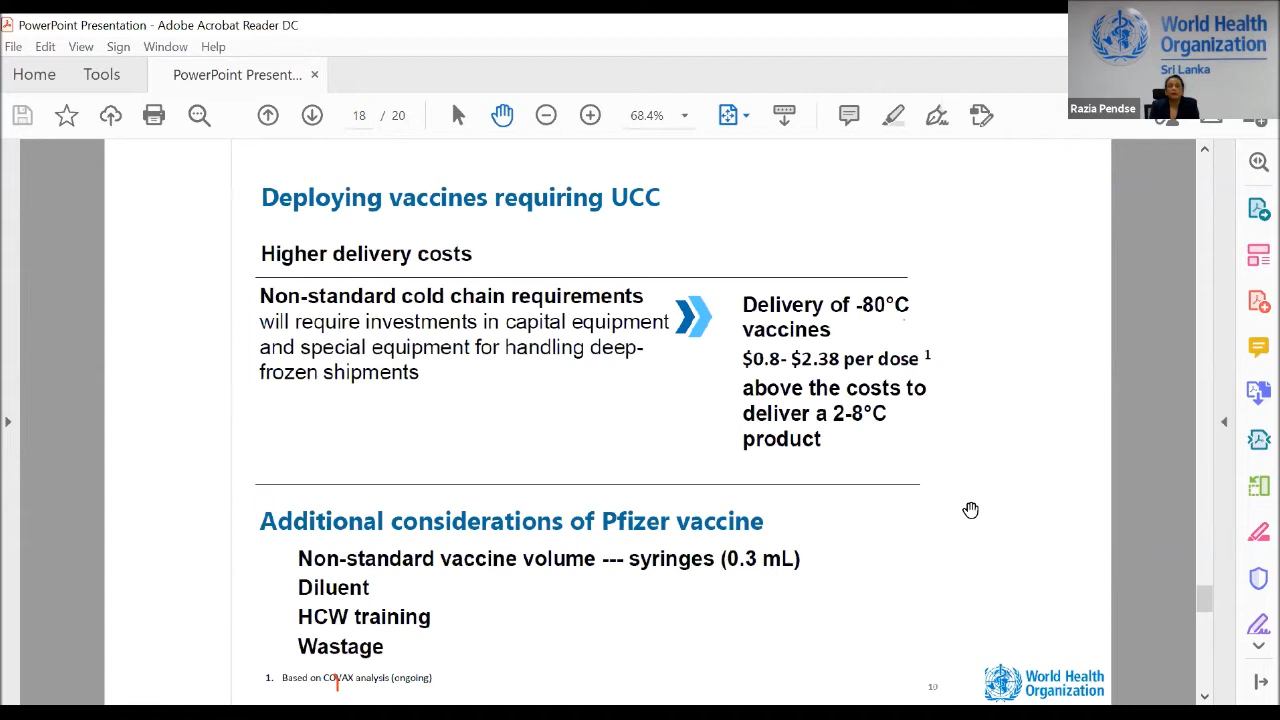 PowerPoint Presentation - Adobe Acrobat Reader DC
File Edit View Sign Window Help
Home Tools PowerPoint Present... ×
18 / 20 68.4%
World Health
Organization
Sri Lanka
Razia Pendse
Deploying vaccines requiring UCC
Higher delivery costs
Non-standard cold chain requirements
will require investments in capital equipment
and special equipment for handling deep-
frozen shipments
Delivery of -80°C
vaccines
$0.8- $2.38 per dose 1
above the costs to
deliver a 2-8°C
product
Additional considerations of Pfizer vaccine
Non-standard vaccine volume --- syringes (0.3 mL)
Diluent
HCW training
Wastage
1. Based on COVAX analysis (ongoing)
10
World Health
Organization